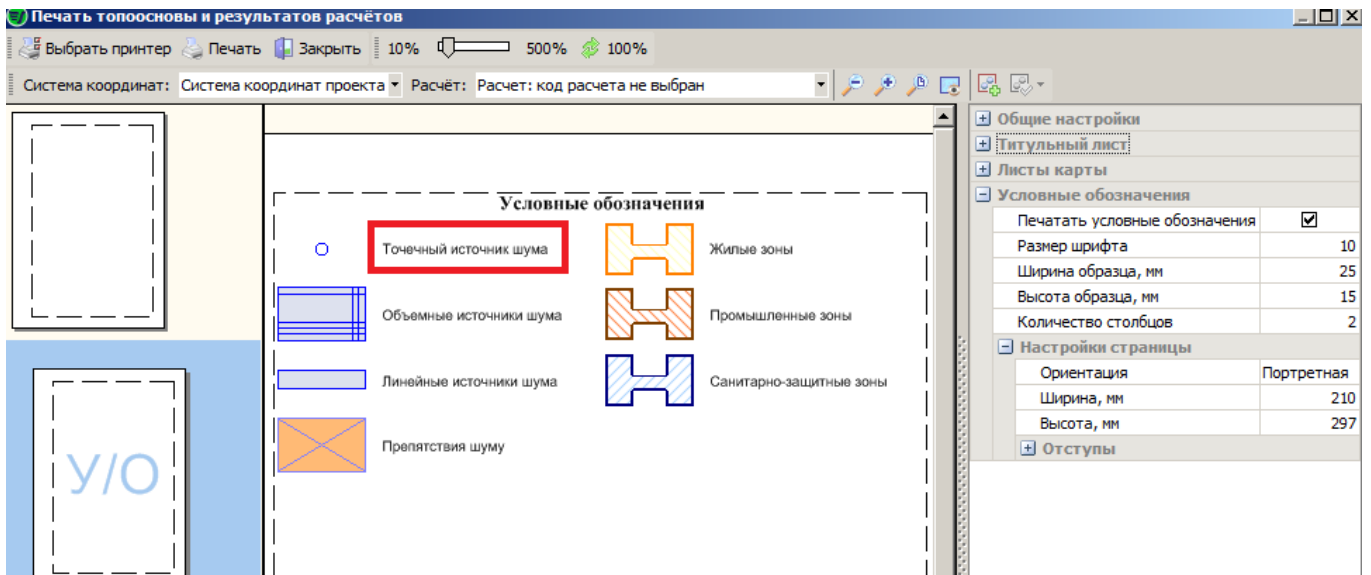 Печать топоосновы и результатов расчётов
Выбрать принтер Печать Закрыть 10% 500% 100%
Система координат: Система координат проекта Расчёт: Расчет: код расчета не выбран
Условные обозначения
Точечный источник шума Жилые зоны
Объемные источники шума Промышленные зоны
Линейные источники шума Санитарно-защитные зоны
Препятствия шуму
У/О
Общие настройки
Титульный лист
Листы карты
Условные обозначения
Печатать условные обозначения
Размер шрифта 10
Ширина образца, мм 25
Высота образца, мм 15
Количество столбцов 2
Настройки страницы
Ориентация Портретная
Ширина, мм 210
Высота, мм 297
Отступы